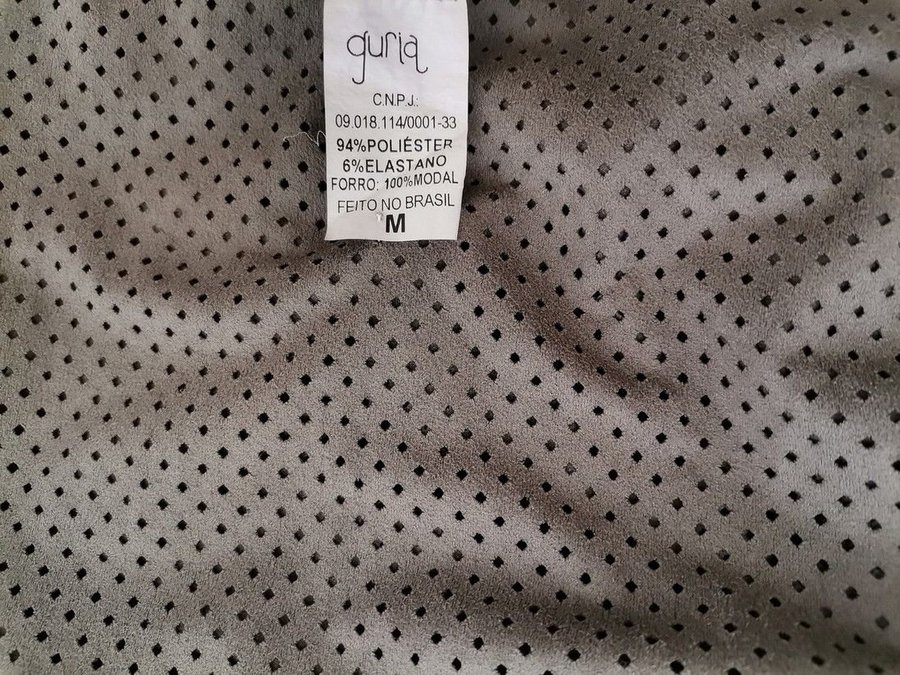 guria
C.N.P.J.:
09.018.114/0001-33
94%POLIÉSTER
6%ELASTANO
FORRO: 100%MODAL
FEITO NO BRASIL
M